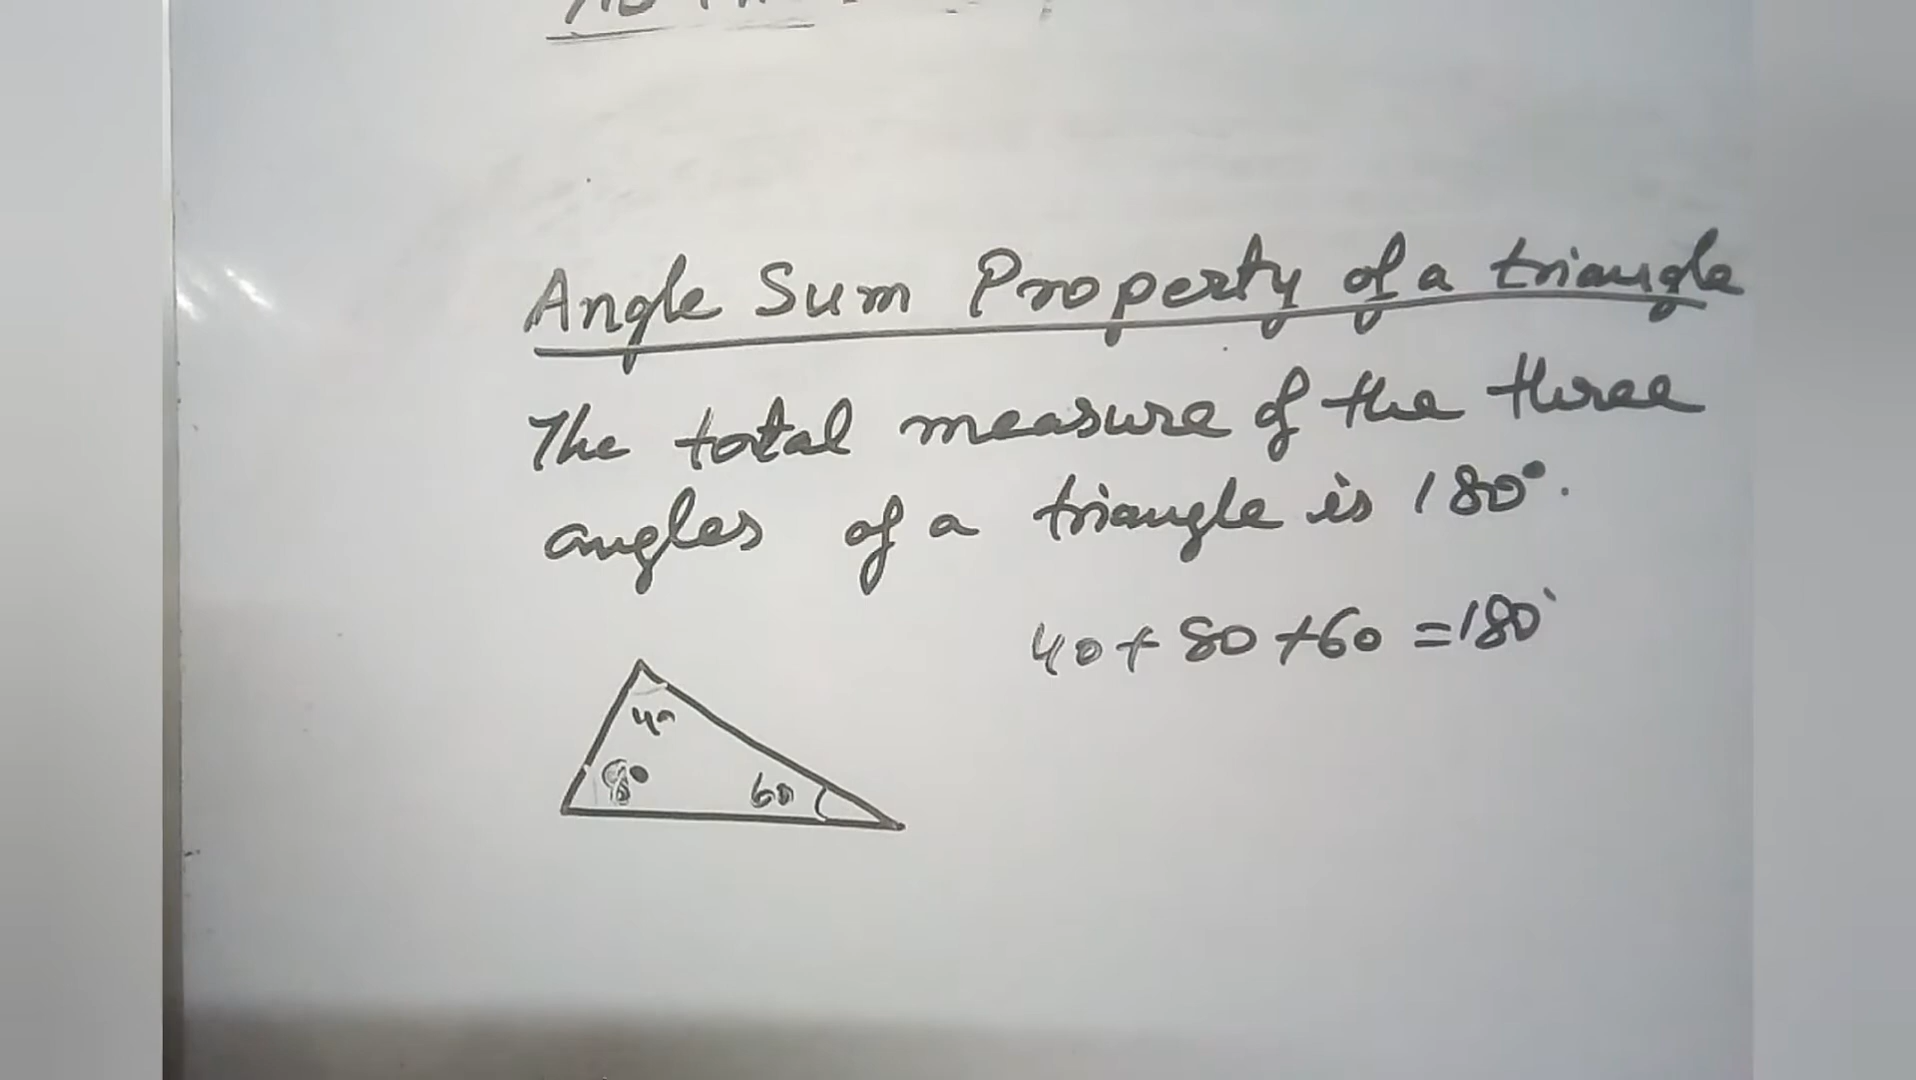 Angle Sum Property of a triangle
The total measure of the three
angles of a triangle is 180°.
40 + 80 + 60 = 180°
40
80
60